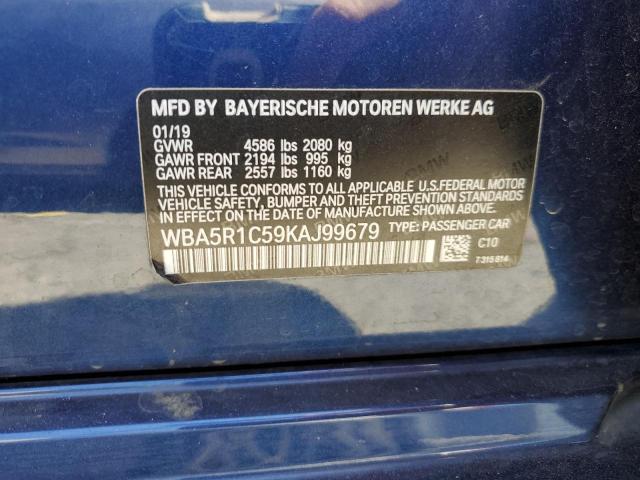 MFD BY BAYERISCHE MOTOREN WERKE AG
01/19
GVWR 4586 lbs 2080 kg
GAWR FRONT 2194 lbs 995 kg
GAWR REAR 2557 lbs 1160 kg
THIS VEHICLE CONFORMS TO ALL APPLICABLE U.S.FEDERAL MOTOR
VEHICLE SAFETY, BUMPER AND THEFT PREVENTION STANDARDS
IN EFFECT ON THE DATE OF MANUFACTURE SHOWN ABOVE.
WBA5R1C59KAJ99679 TYPE: PASSENGER CAR
C10
7315814